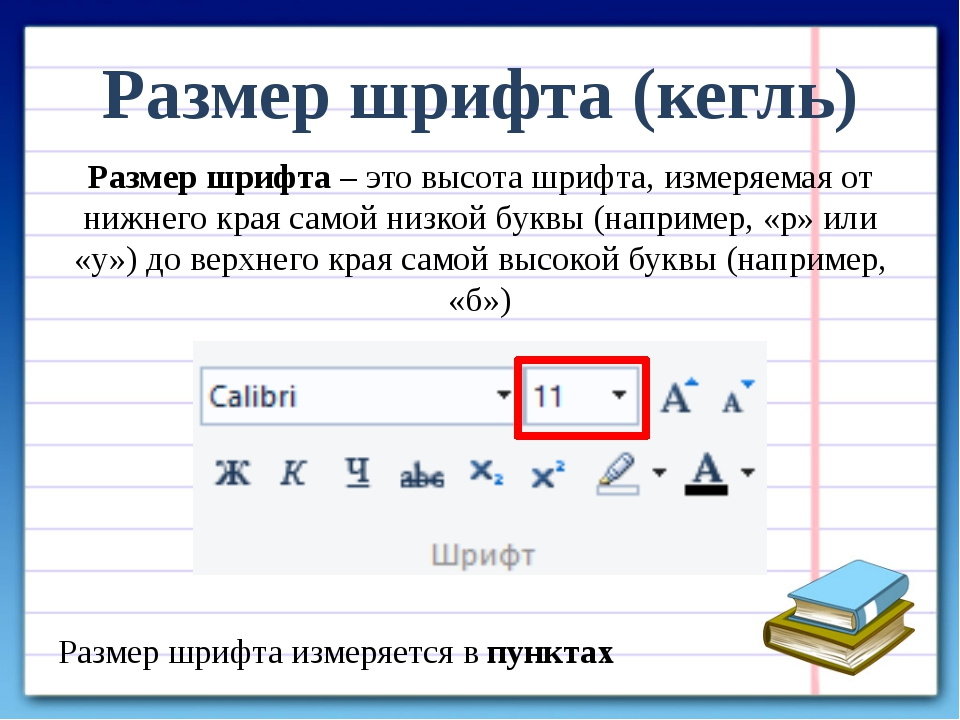 Размер шрифта (кегль)
Размер шрифта – это высота шрифта, измеряемая от
нижнего края самой низкой буквы (например, «р» или
«у») до верхнего края самой высокой буквы (например,
«б»)
Calibri 11 А А
Ж К Ч abc x₂ x² А
Шрифт
Размер шрифта измеряется в пунктах